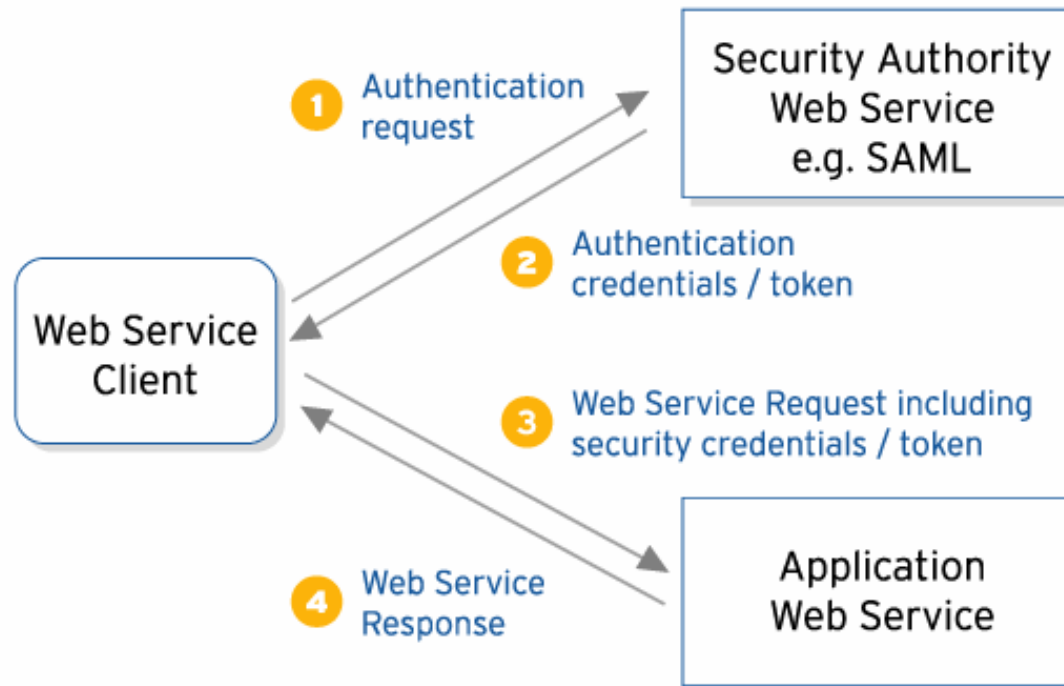 1
Authentication
request
Security Authority
Web Service
e.g. SAML
2
Authentication
credentials / token
Web Service
Client
3
Web Service Request including
security credentials / token
4
Web Service
Response
Application
Web Service